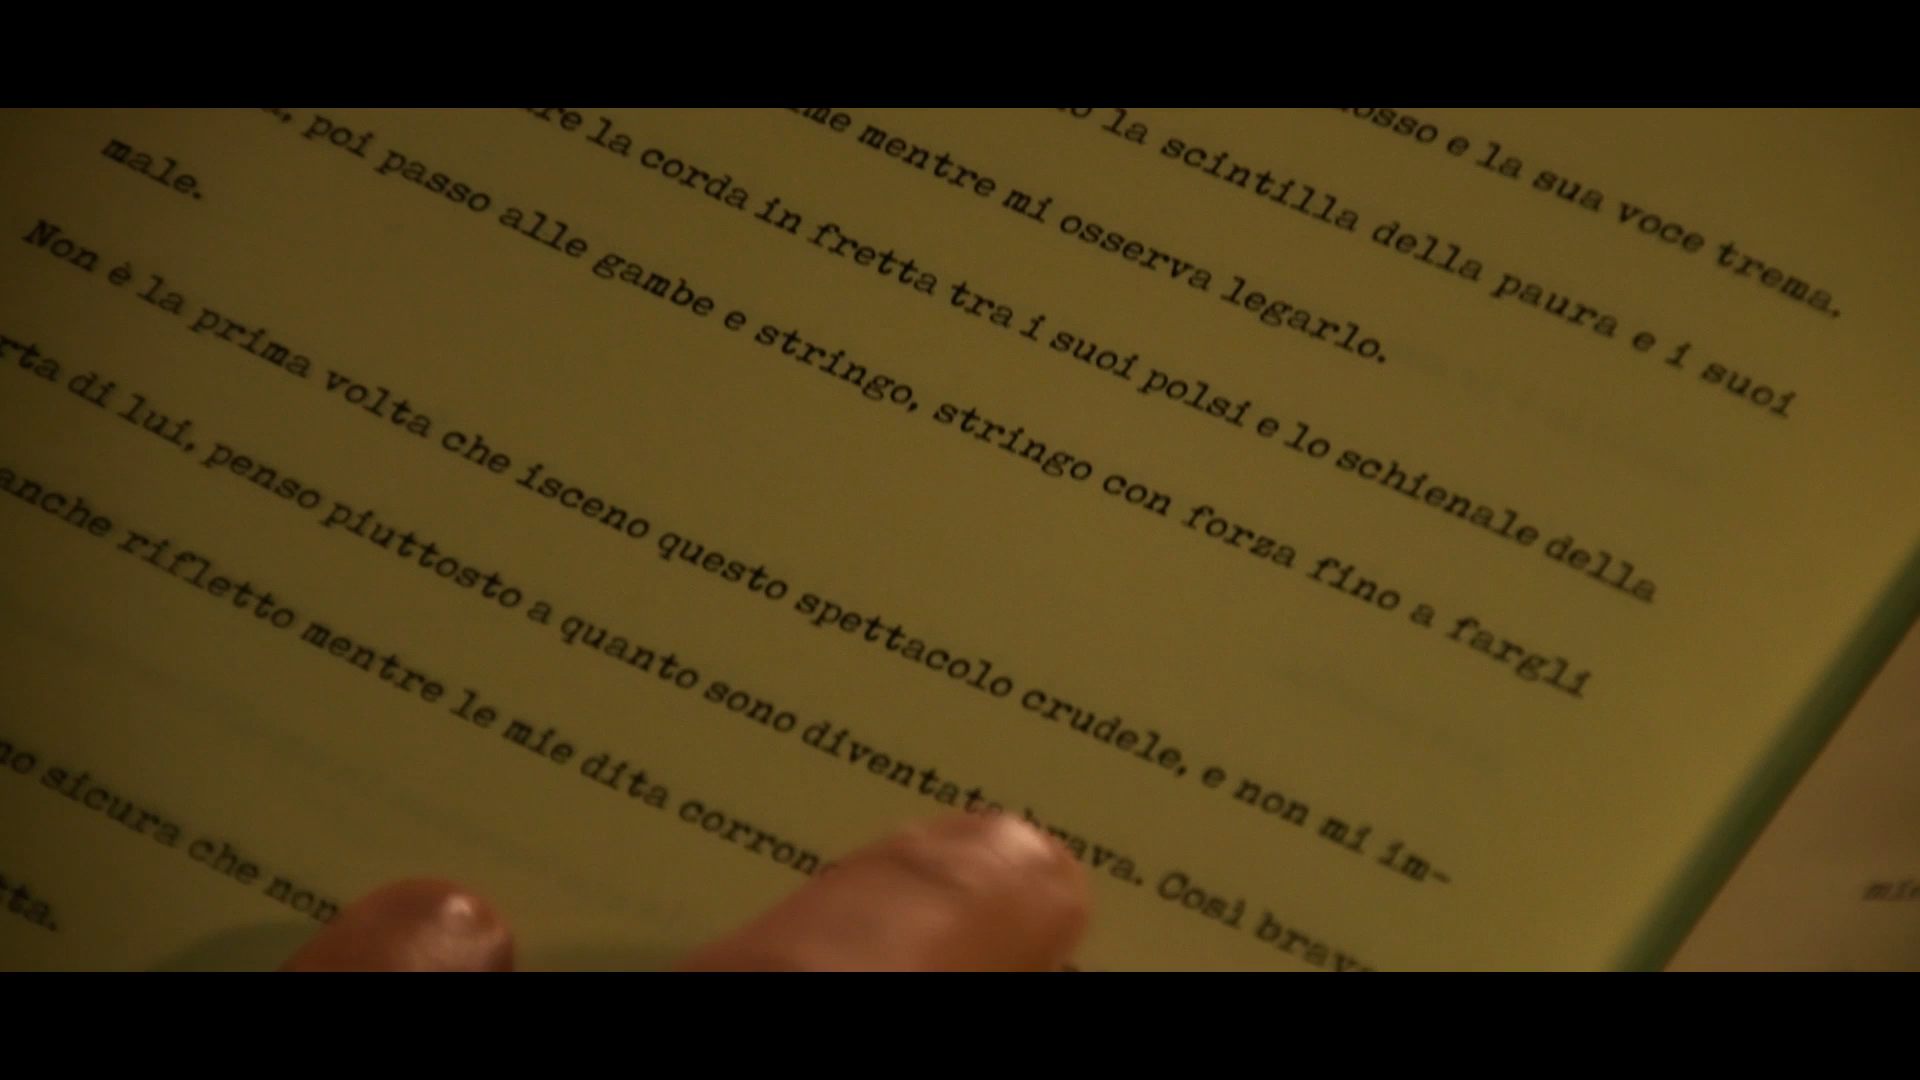 osso e la sua voce trema.
la scintilla della paura e i suoi
me mentre mi osserva legarlo.
re la corda in fretta tra i suoi polsi e lo schienale della
, poi passo alle gambe e stringo, stringo con forza fino a fargli
male.
Non è la prima volta che isceno questo spettacolo crudele, e non mi im-
rta di lui, penso piuttosto a quanto sono diventata brava. Così brava
anche rifletto mentre le mie dita corrono
no sicura che non
tta.